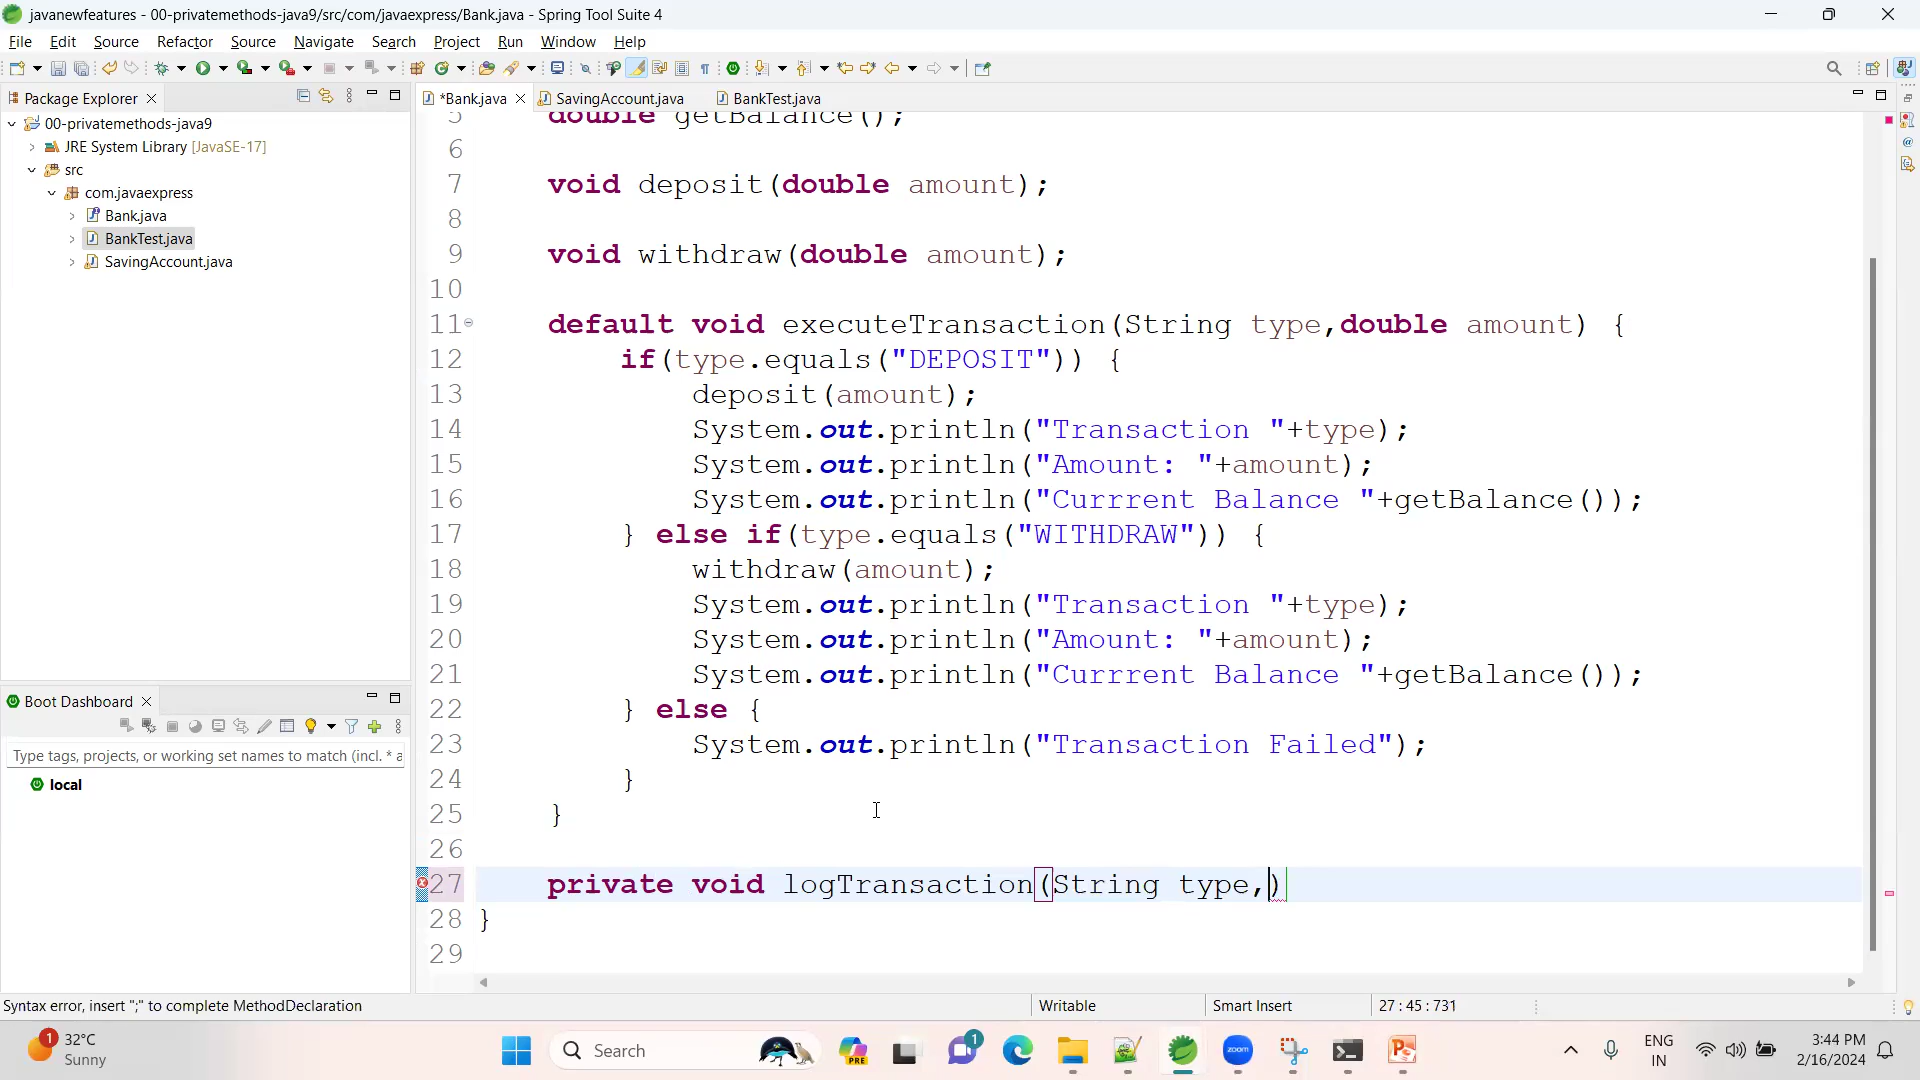 javanewfeatures - 00-privatemethods-java9/src/com/javaexpress/Bank.java - Spring Tool Suite 4
File Edit Source Refactor Source Navigate Search Project Run Window Help
Package Explorer
*Bank.java SavingAccount.java BankTest.java
00-privatemethods-java9
JRE System Library [JavaSE-17]
src
com.javaexpress
Bank.java
BankTest.java
SavingAccount.java
5 double getBalance();
6
7 void deposit(double amount);
8
9 void withdraw(double amount);
10
11 default void executeTransaction(String type,double amount) {
12 if(type.equals("DEPOSIT")) {
13 deposit(amount);
14 System.out.println("Transaction "+type);
15 System.out.println("Amount: "+amount);
16 System.out.println("Currrent Balance "+getBalance());
17 } else if(type.equals("WITHDRAW")) {
18 withdraw(amount);
19 System.out.println("Transaction "+type);
20 System.out.println("Amount: "+amount);
21 System.out.println("Currrent Balance "+getBalance());
22 } else {
23 System.out.println("Transaction Failed");
24 }
25 }
26
27 private void logTransaction(String type,)
28 }
29
Boot Dashboard
Type tags, projects, or working set names to match (incl. * a
local
Syntax error, insert ";" to complete MethodDeclaration
Writable Smart Insert 27 : 45 : 731
1 32°C
Sunny
Search
PRE
1
zoom
ENG
IN
3:44 PM
2/16/2024